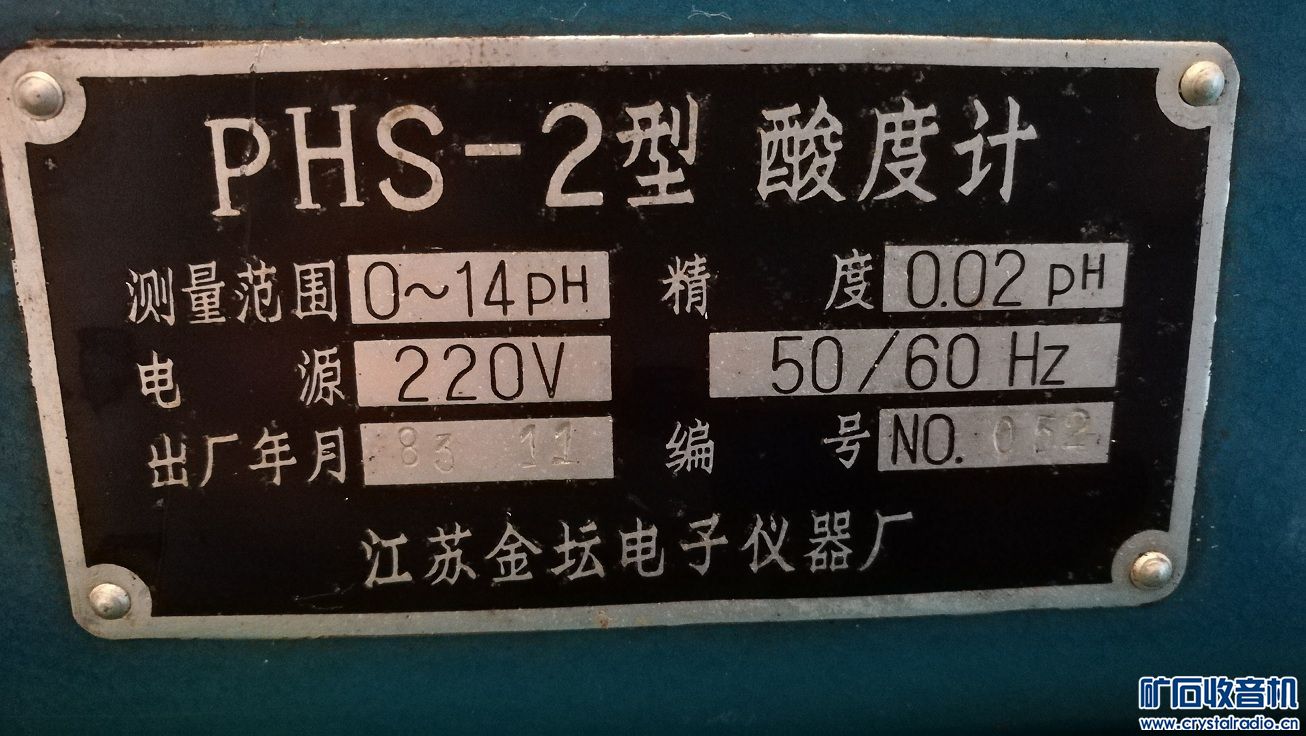 PHS-2型 酸度计
测量范围 0~14pH 精度 0.02pH
电源 220V 50/60Hz
出厂年月 83 11 编号 NO. 052
江苏金坛电子仪器厂
矿石收音机
www.crystalradio.cn